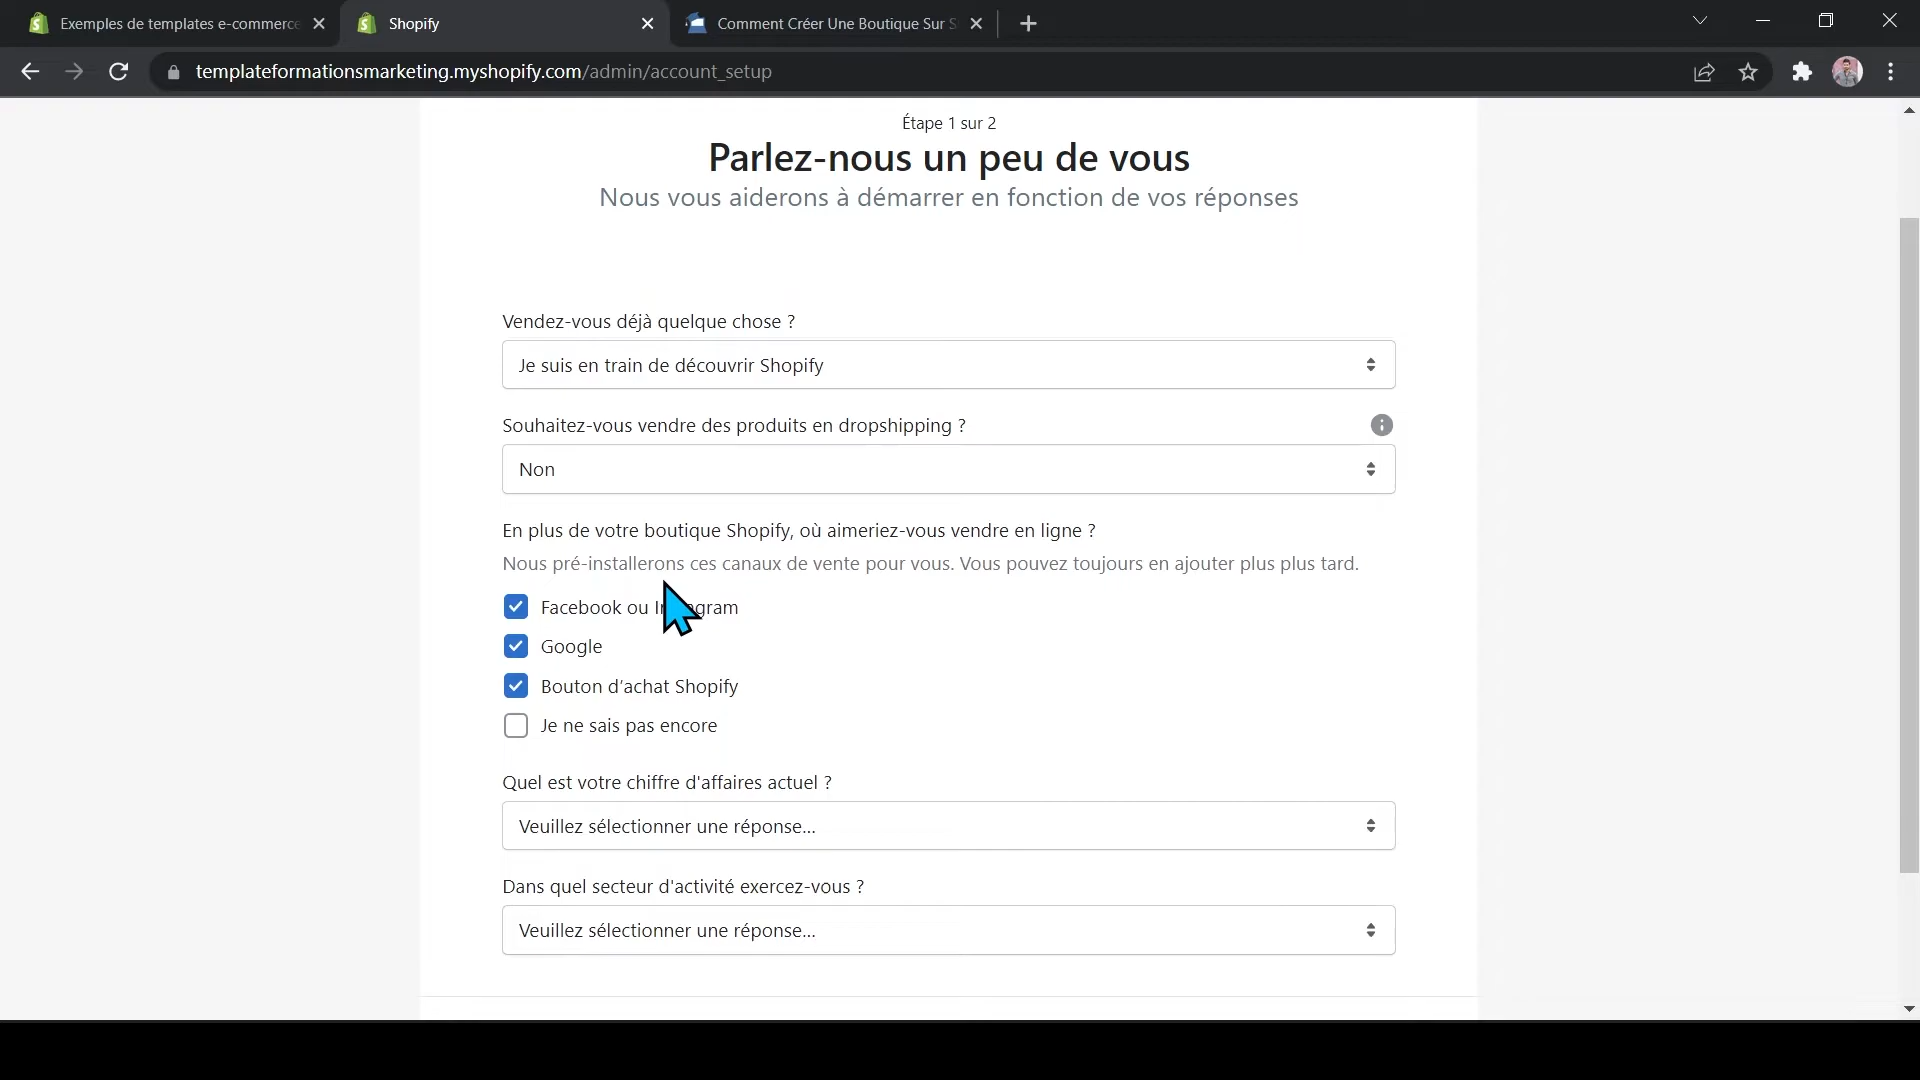 Exemples de templates e-commerce
Shopify
Comment Créer Une Boutique Sur S
templateformationsmarketing.myshopify.com/admin/account_setup
Étape 1 sur 2
Parlez-nous un peu de vous
Nous vous aiderons à démarrer en fonction de vos réponses
Vendez-vous déjà quelque chose ?
Je suis en train de découvrir Shopify
Souhaitez-vous vendre des produits en dropshipping ?
Non
En plus de votre boutique Shopify, où aimeriez-vous vendre en ligne ?
Nous pré-installerons ces canaux de vente pour vous. Vous pouvez toujours en ajouter plus plus tard.
Facebook ou Instagram
Google
Bouton d'achat Shopify
Je ne sais pas encore
Quel est votre chiffre d'affaires actuel ?
Veuillez sélectionner une réponse...
Dans quel secteur d'activité exercez-vous ?
Veuillez sélectionner une réponse...